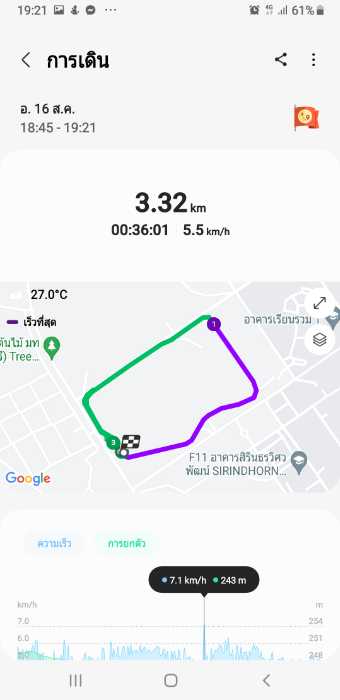 19:21
4G
61%
การเดิน
อ. 16 ส.ค.
18:45 - 19:21
3.32 km
00:36:01 5.5 km/h
27.0°C
เร็วที่สุด
1
อาคารเรียนรวม 1
ต้นไม้ มท
Tree...
3
F11 อาคารสิรินธรวิศว
พัฒน์ SIRINDHORN...
Google
ความเร็ว การยกตัว
7.1 km/h 243 m
km/h m
7.0 254
6.0 251
5.0 248